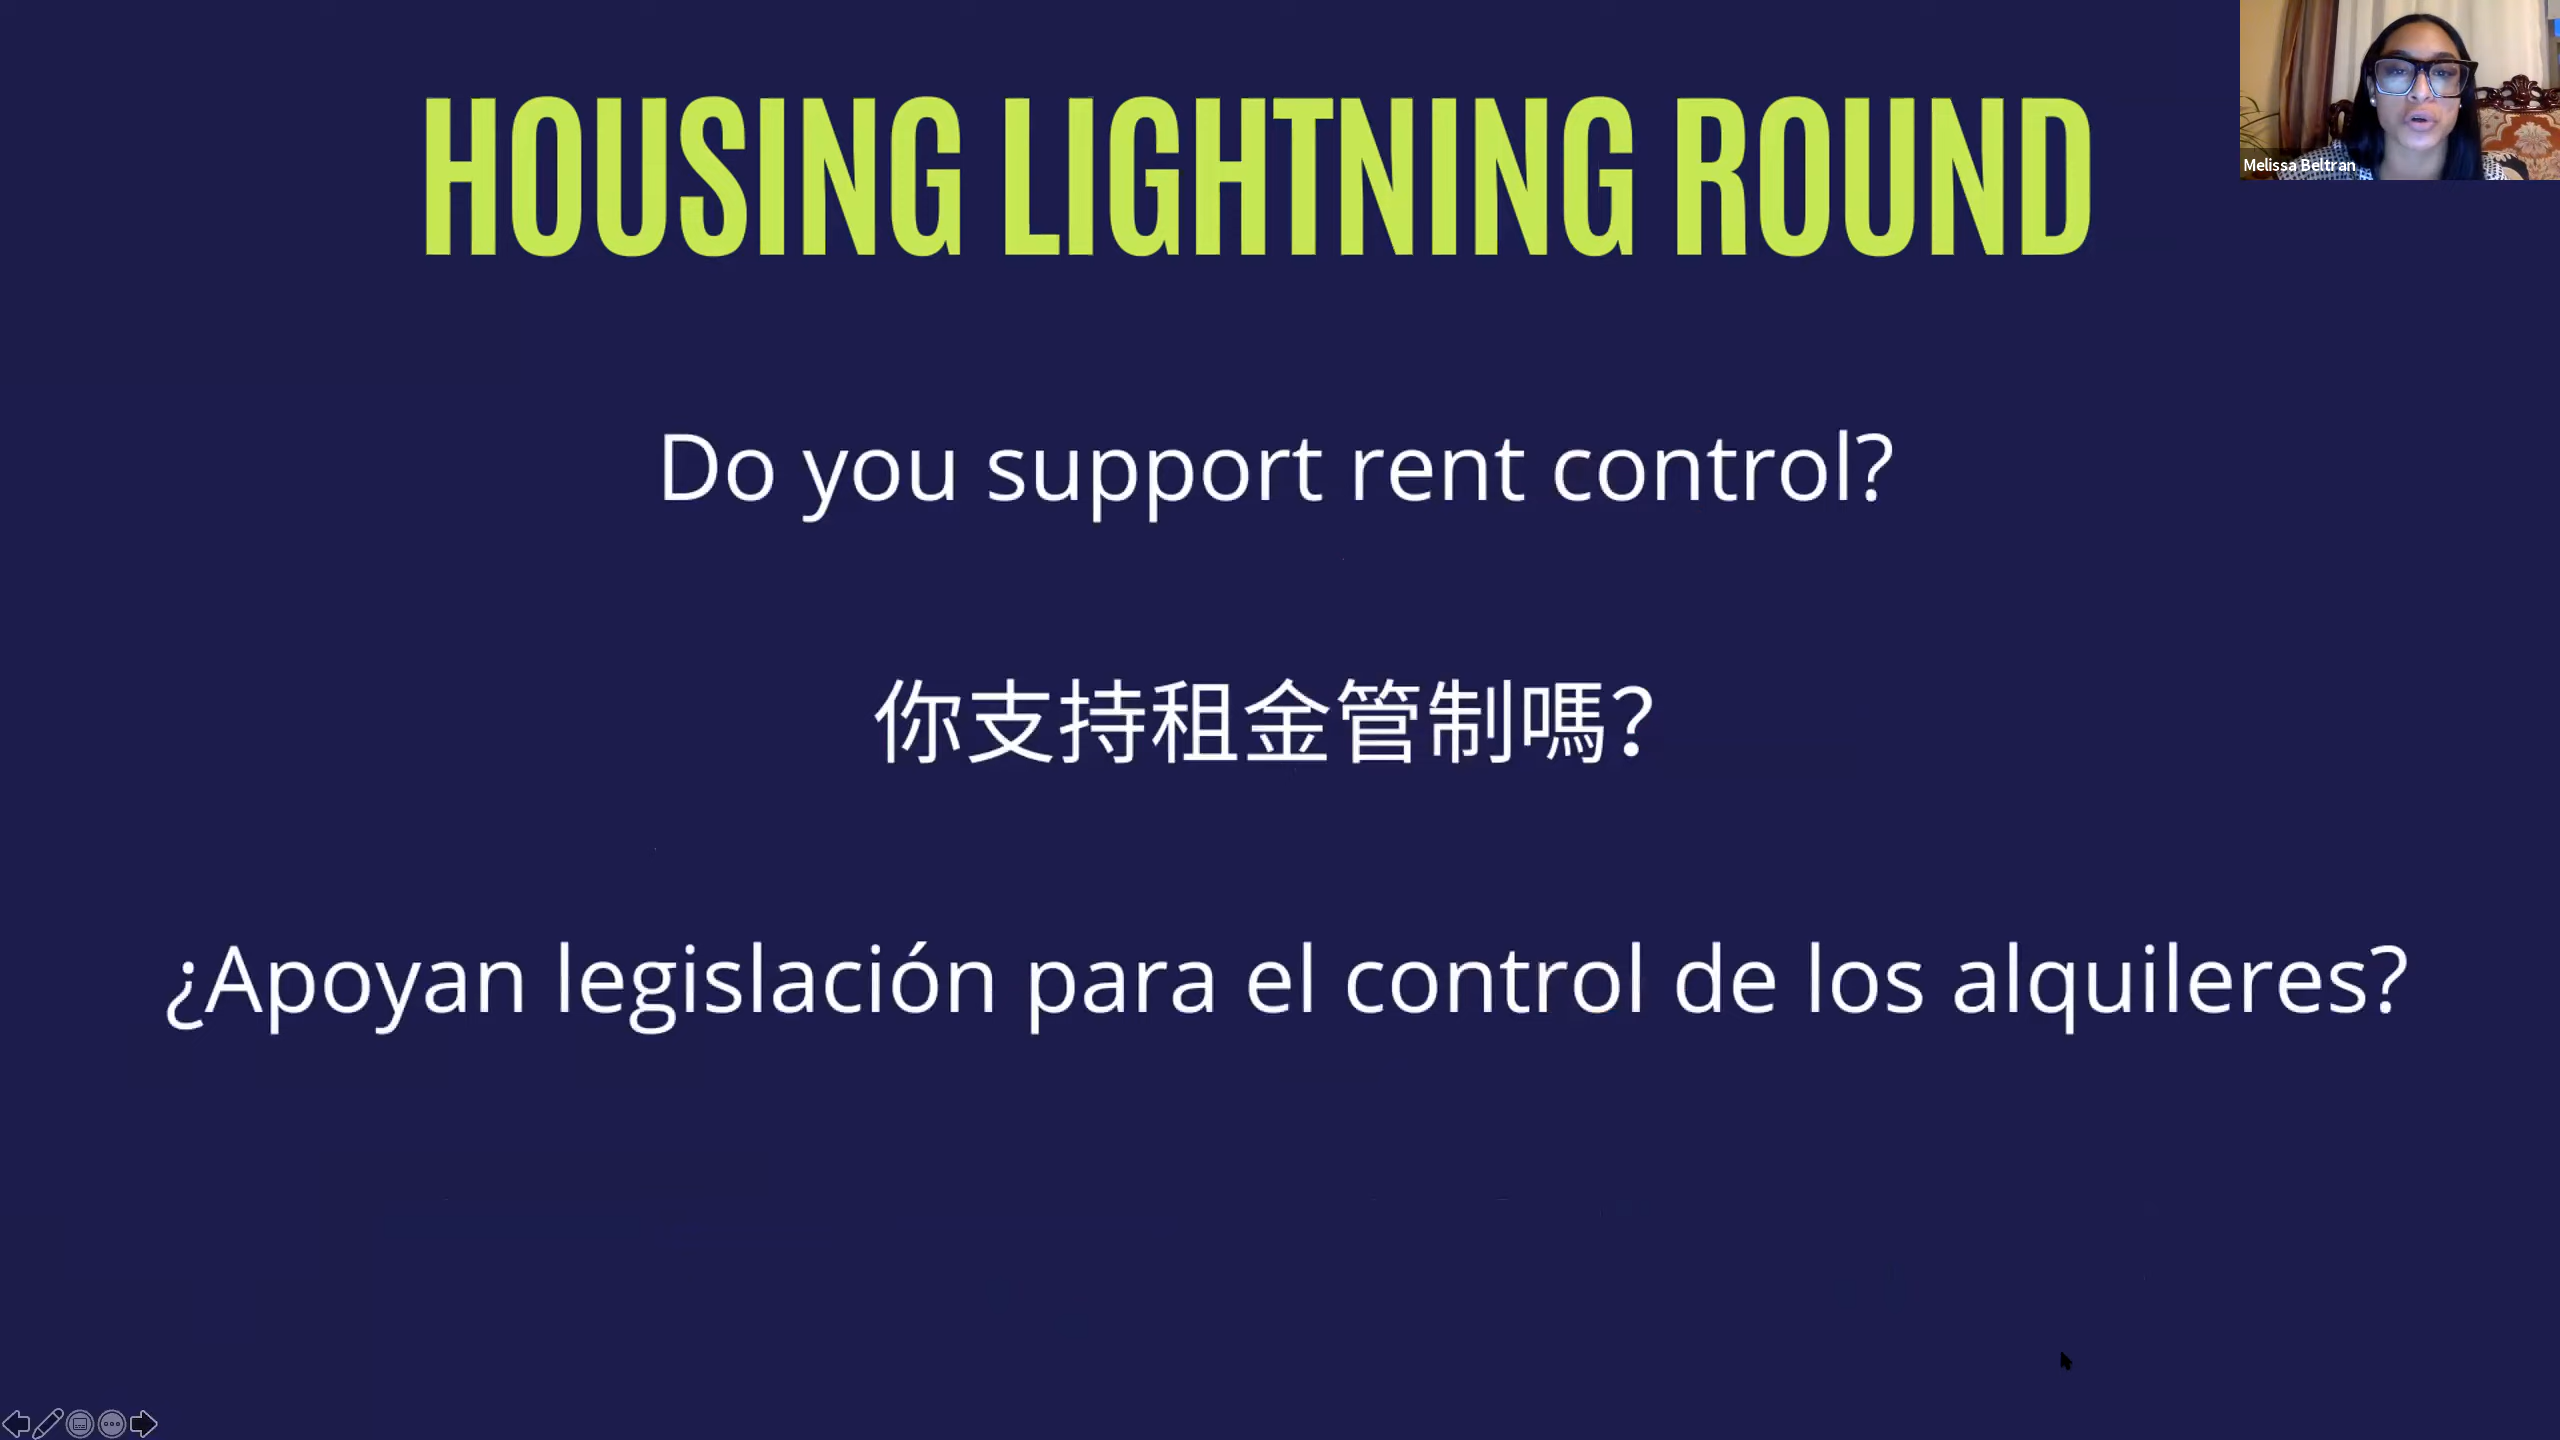 HOUSING LIGHTNING ROUND
Melissa Beltran
Do you support rent control?
你支持租金管制嗎？
¿Apoyan legislación para el control de los alquileres?